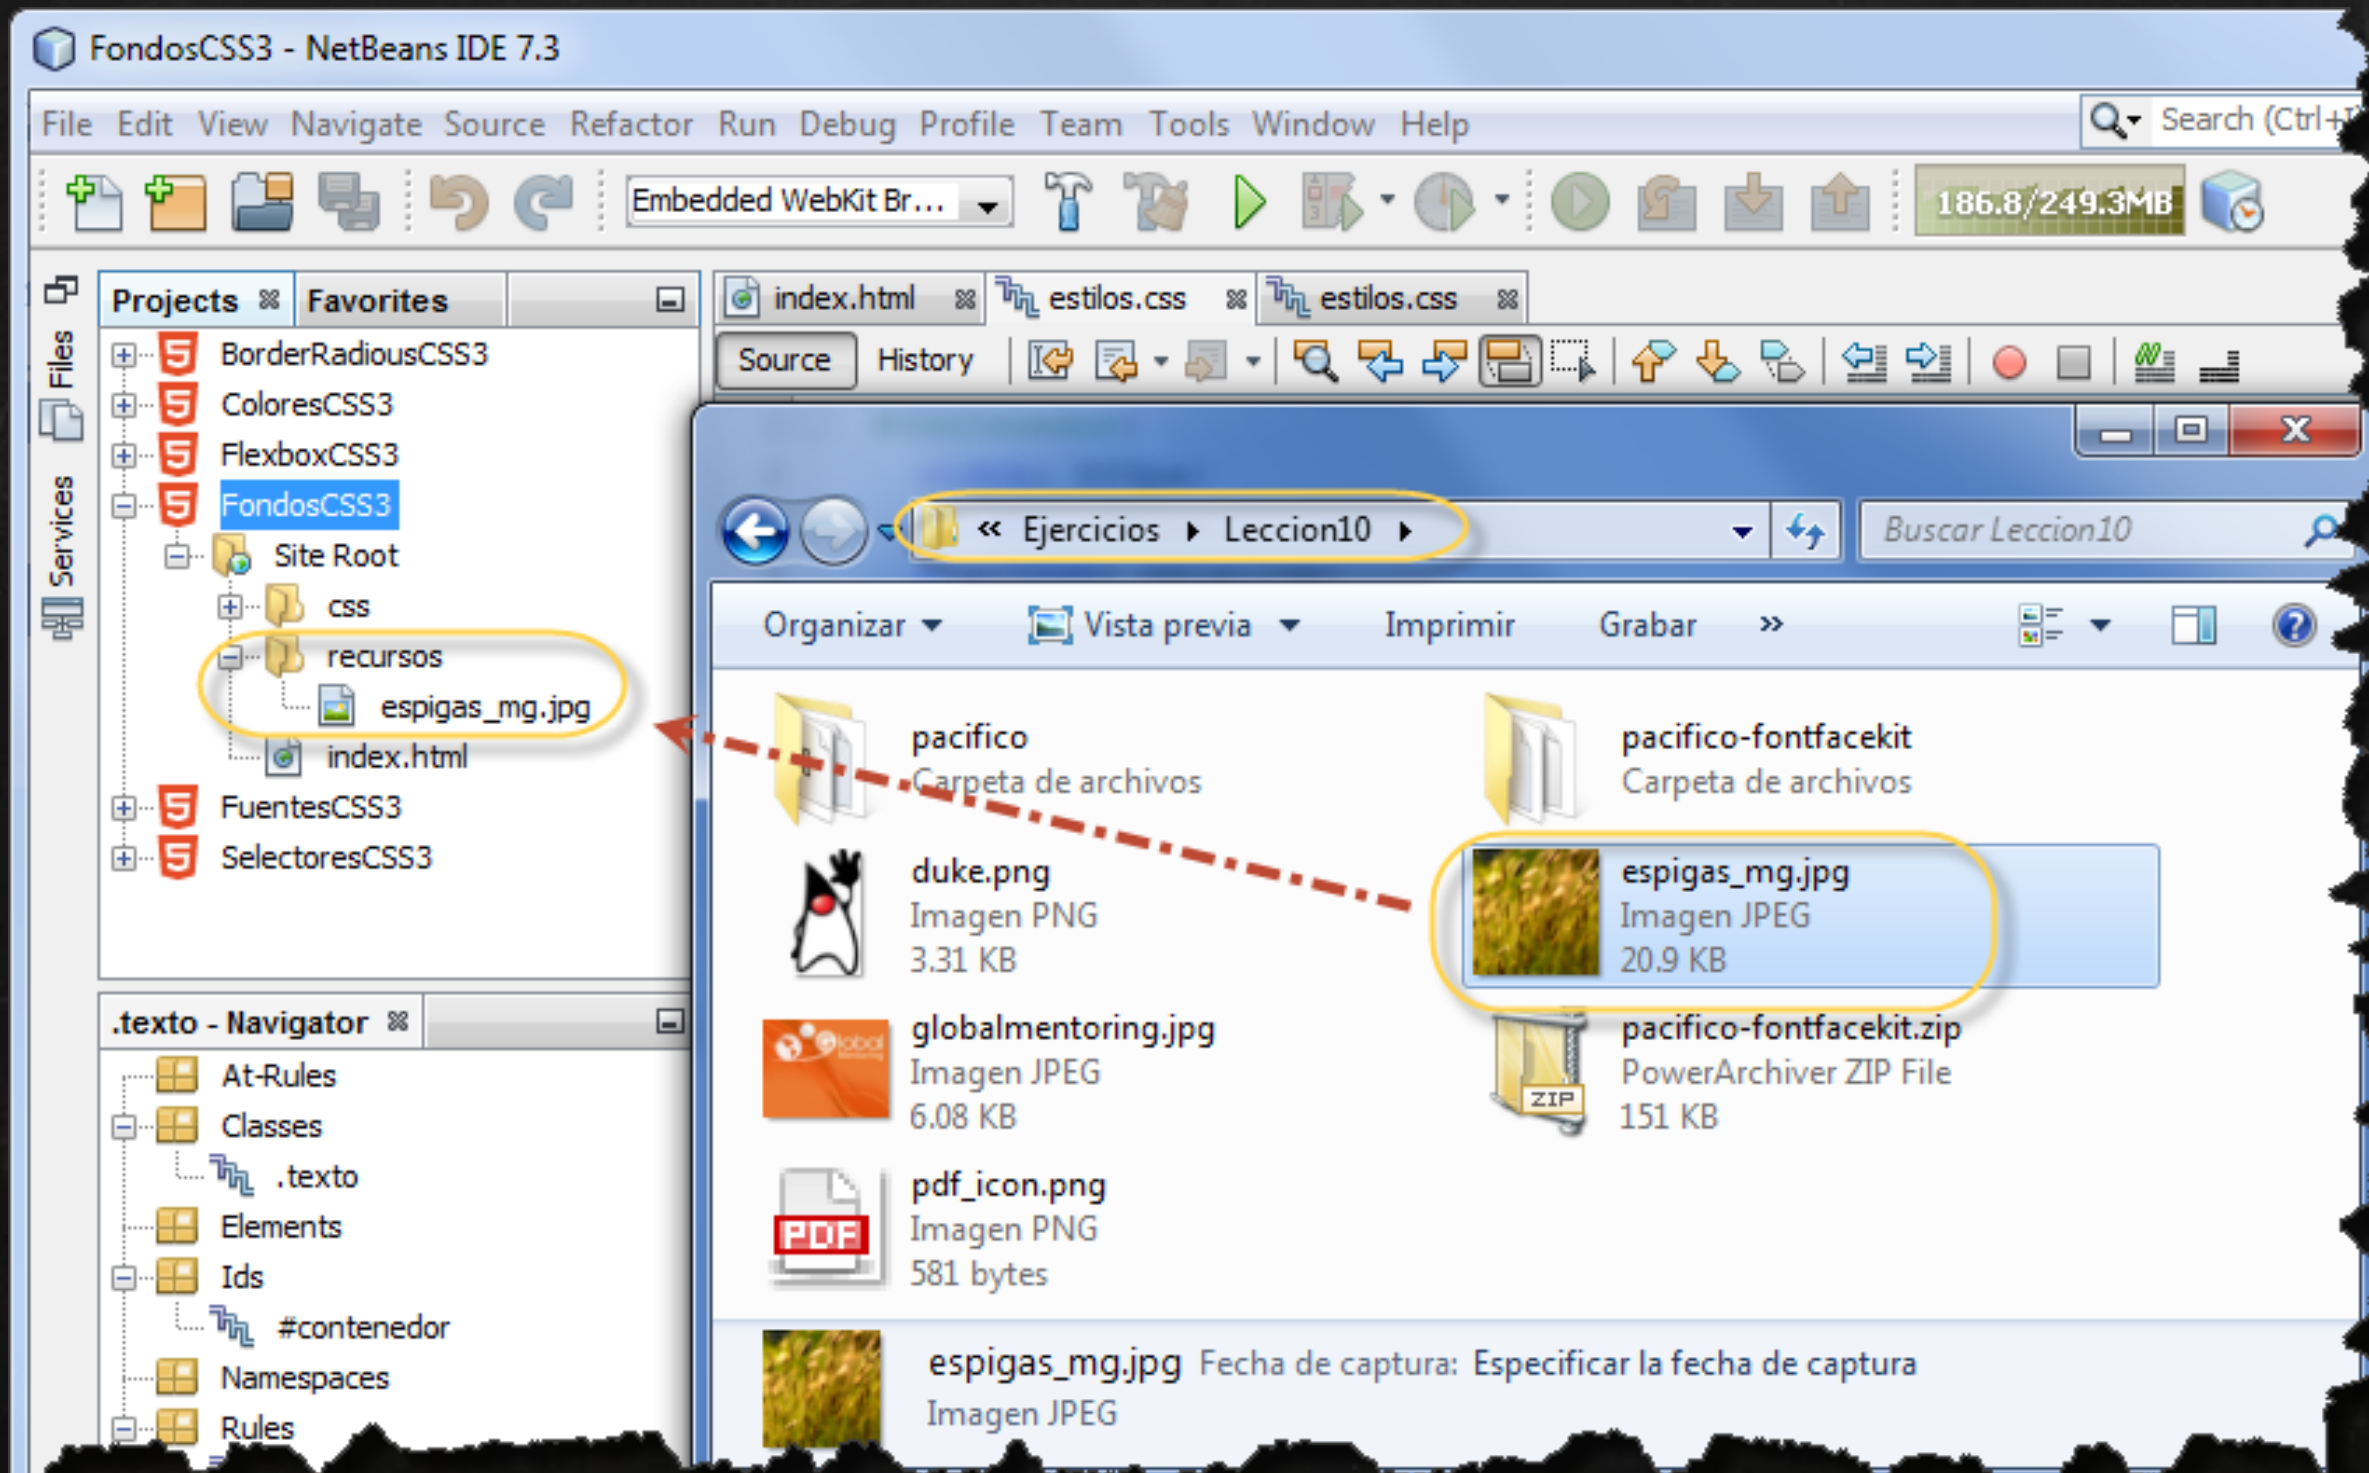 FondosCSS3 - NetBeans IDE 7.3
File Edit View Navigate Source Refactor Run Debug Profile Team Tools Window Help
Search (Ctrl+I
Embedded WebKit Br...
186.8/249.3MB
Files
Services
Projects Favorites
BorderRadiousCSS3
ColoresCSS3
FlexboxCSS3
FondosCSS3
Site Root
css
recursos
espigas_mg.jpg
index.html
FuentesCSS3
SelectoresCSS3
.texto - Navigator
At-Rules
Classes
.texto
Elements
Ids
#contenedor
Namespaces
Rules
index.html estilos.css estilos.css
Source History
« Ejercicios Leccion10
Buscar Leccion10
Organizar Vista previa Imprimir Grabar »
pacifico
Carpeta de archivos
pacifico-fontfacekit
Carpeta de archivos
duke.png
Imagen PNG
3.31 KB
espigas_mg.jpg
Imagen JPEG
20.9 KB
Global
globalmentoring.jpg
Imagen JPEG
6.08 KB
ZIP
pacifico-fontfacekit.zip
PowerArchiver ZIP File
151 KB
PDF
pdf_icon.png
Imagen PNG
581 bytes
espigas_mg.jpg Fecha de captura: Especificar la fecha de captura
Imagen JPEG